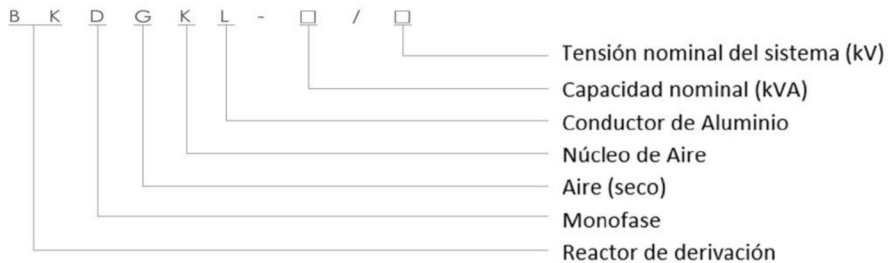 B K D G K L - □ / □
Tensión nominal del sistema (kV)
Capacidad nominal (kVA)
Conductor de Aluminio
Núcleo de Aire
Aire (seco)
Monofase
Reactor de derivación